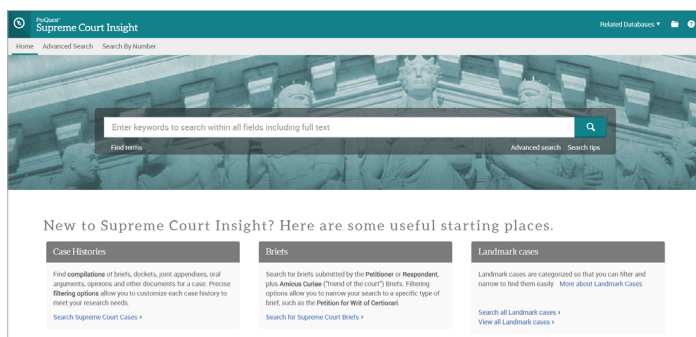 ProQuest
Supreme Court Insight
Related Databases
Home Advanced Search Search By Number
Enter keywords to search within all fields including full text
Find terms
Advanced search Search tips
New to Supreme Court Insight? Here are some useful starting places.
Case Histories
Find compilations of briefs, dockets, joint appendixes, oral
arguments, opinions and other documents for a case. Precise
filtering options allow you to customize each case history to
meet your research needs.
Search Supreme Court Cases ›
Briefs
Search for briefs submitted by the Petitioner or Respondent,
plus Amicus Curiae ("friend of the court") Briefs. Filtering
options allow you to narrow your search to a specific type of
brief, such as the Petition for Writ of Certiorari
Search for Supreme Court Briefs ›
Landmark cases
Landmark cases are categorized so that you can filter and
narrow to find them easily. More about Landmark Cases
Search all Landmark cases ›
View all Landmark cases ›